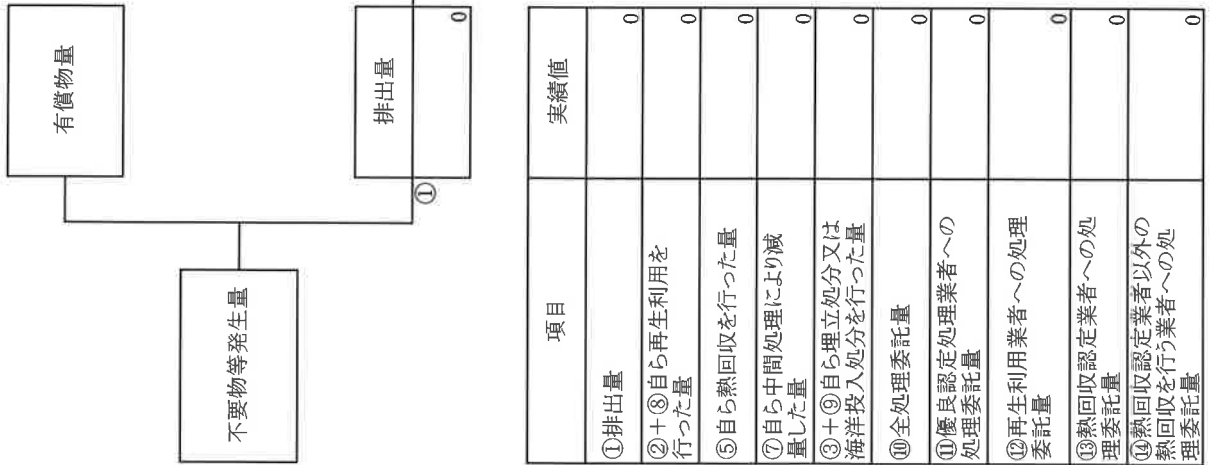 有償物量
不要物等発生量
①
排出量
0
項目
実績値
①排出量
0
②+⑧自ら再生利用を
行った量
0
⑤自ら熱回収を行った量
0
⑦自ら中間処理により減
量した量
0
③+⑨自ら埋立処分又は
海洋投入処分を行った量
0
⑩全処理委託量
0
⑪優良認定処理業者への
処理委託量
0
⑫再生利用業者への処理
委託量
0
⑬熱回収認定業者への処
理委託量
0
⑭熱回収認定業者以外の
熱回収を行う業者への処
理委託量
0